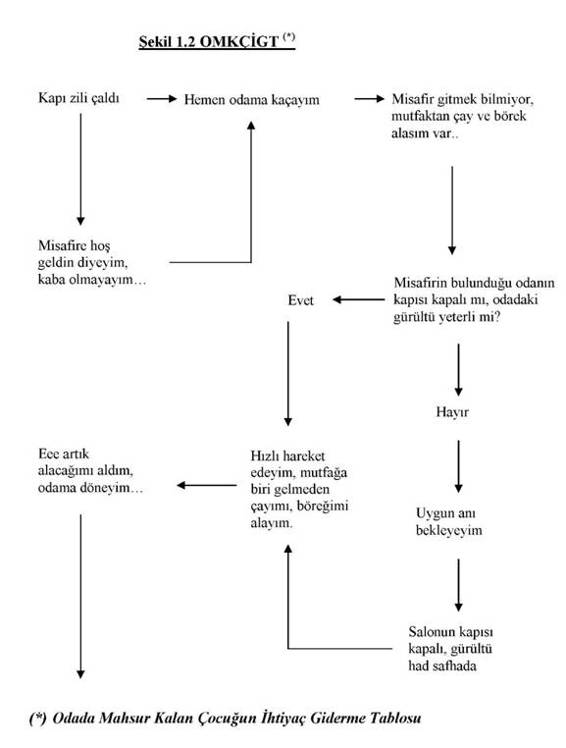 Şekil 1.2 OMKÇİGT (*)
Kapı zili çaldı
Hemen odama kaçayım
Misafir gitmek bilmiyor,
mutfaktan çay ve börek
alasım var..
Misafire hoş
geldin diyeyim,
kaba olmayayım…
Misafirin bulunduğu odanın
kapısı kapalı mı, odadaki
gürültü yeterli mi?
Evet
Hayır
Eee artık
alacağımı aldım,
odama döneyim…
Hızlı hareket
edeyim, mutfağa
biri gelmeden
çayımı, böreğimi
alayım.
Uygun anı
bekleyeyim
Salonun kapısı
kapalı, gürültü
had safhada
(*) Odada Mahsur Kalan Çocuğun İhtiyaç Giderme Tablosu